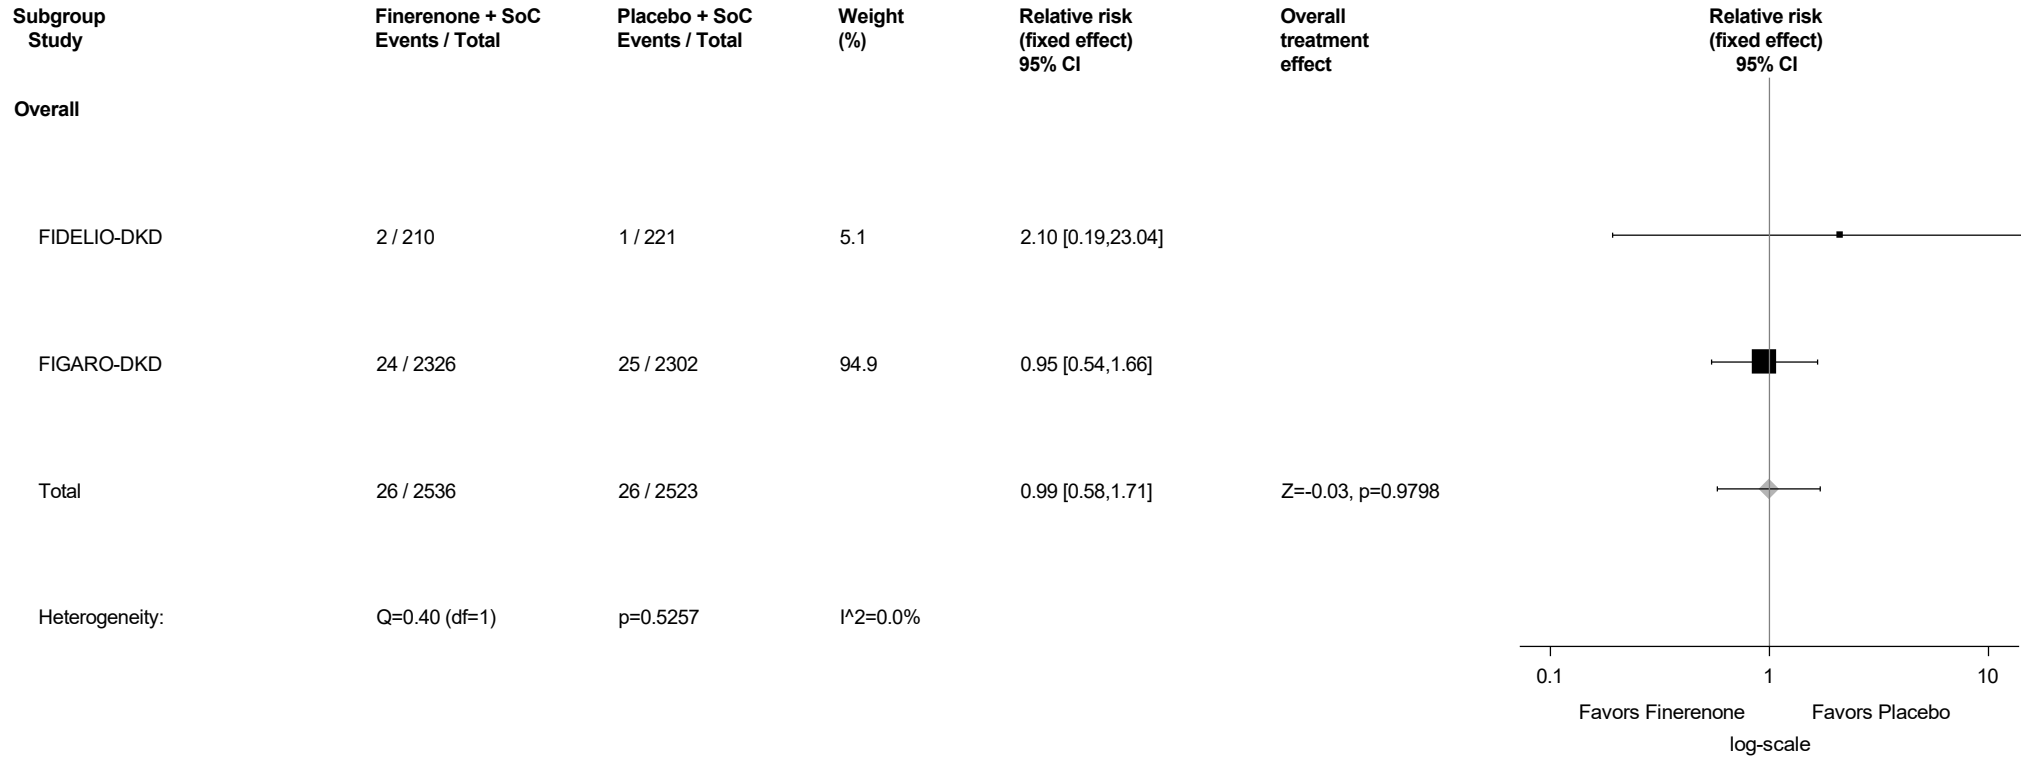 Subgroup Finerenone + SoC Placebo + SoC Weight Relative risk Overall Relative risk
Study Events / Total Events / Total (%) (fixed effect) treatment (fixed effect)
95% CI effect 95% CI
Overall
FIDELIO-DKD 2 / 210 1 / 221 5.1 2.10 [0.19,23.04]
FIGARO-DKD 24 / 2326 25 / 2302 94.9 0.95 [0.54,1.66]
Total 26 / 2536 26 / 2523 0.99 [0.58,1.71] Z=-0.03, p=0.9798
Heterogeneity: Q=0.40 (df=1) p=0.5257 I^2=0.0%
0.1 1 10
Favors Finerenone Favors Placebo
log-scale